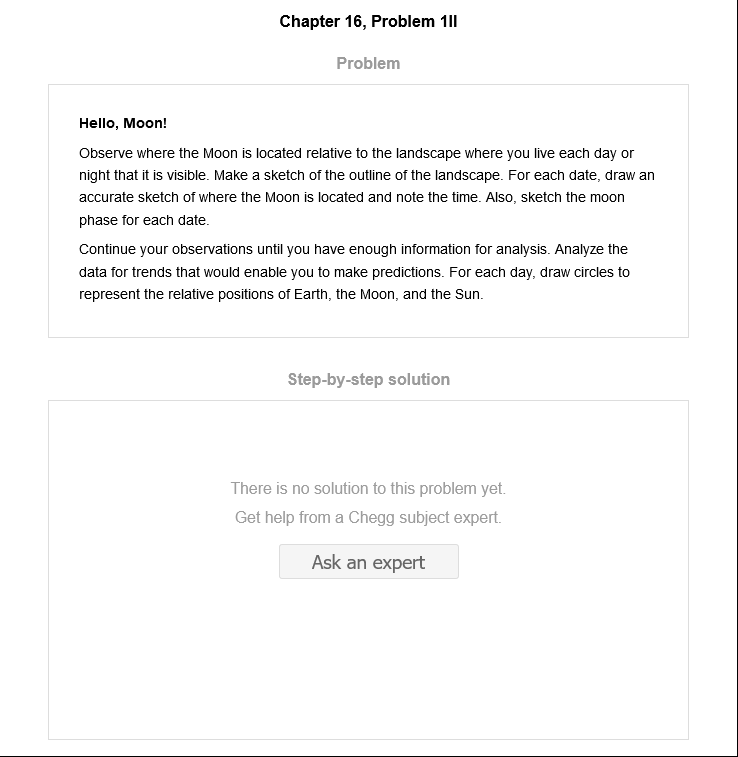 Chapter 16, Problem 1II
Problem
Hello, Moon!
Observe where the Moon is located relative to the landscape where you live each day or
night that it is visible. Make a sketch of the outline of the landscape. For each date, draw an
accurate sketch of where the Moon is located and note the time. Also, sketch the moon
phase for each date.
Continue your observations until you have enough information for analysis. Analyze the
data for trends that would enable you to make predictions. For each day, draw circles to
represent the relative positions of Earth, the Moon, and the Sun.
Step-by-step solution
There is no solution to this problem yet.
Get help from a Chegg subject expert.
Ask an expert